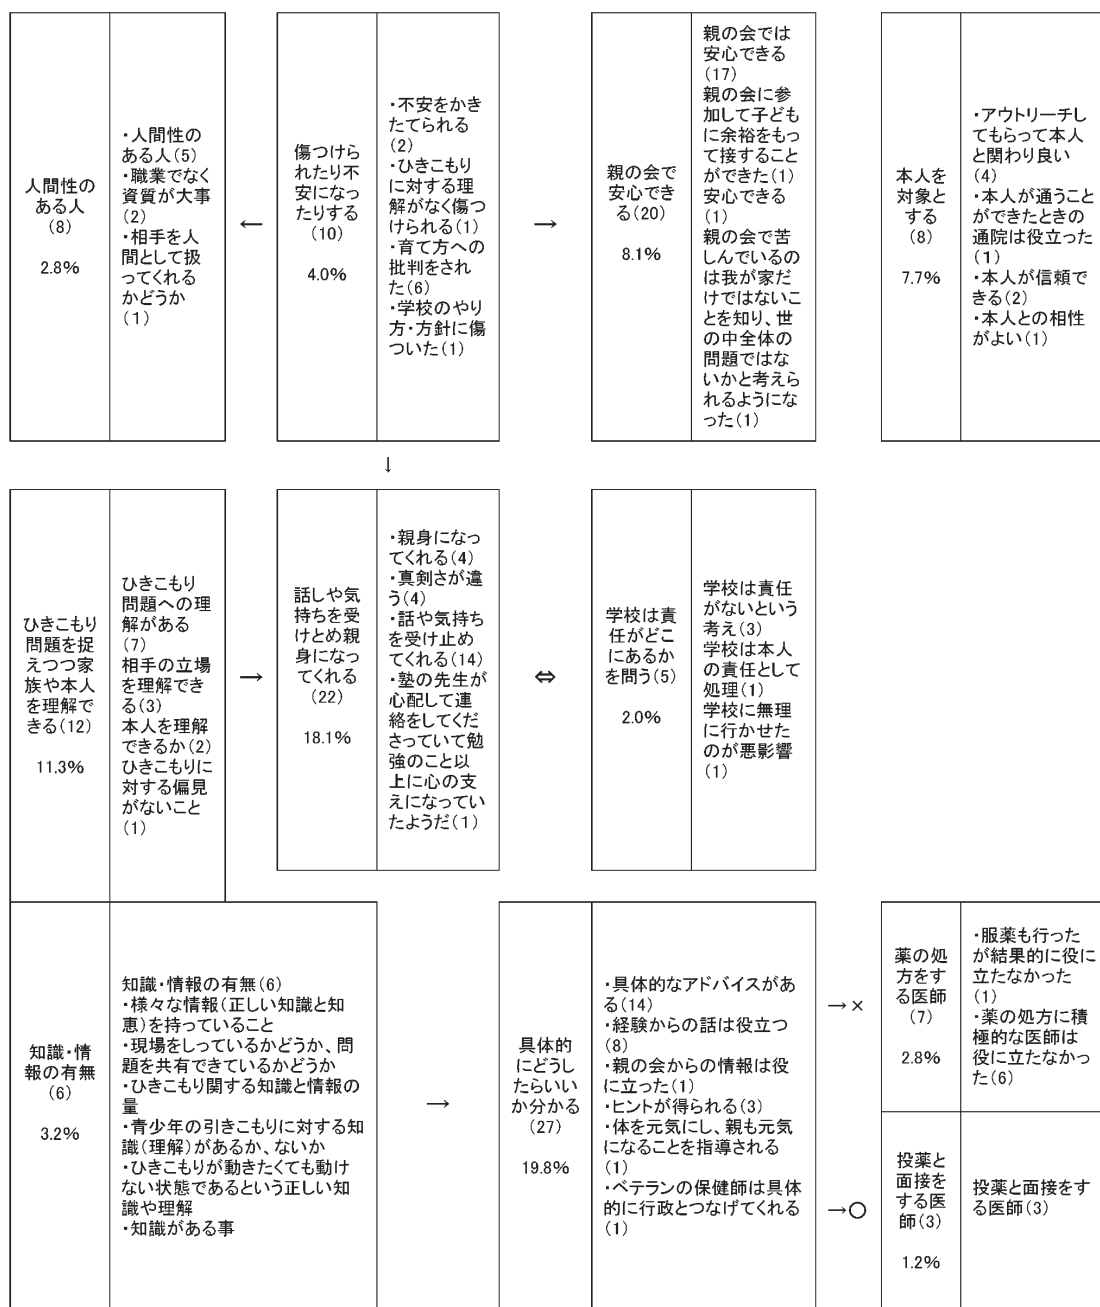 人間性の
ある人
(8)
2.8%
・人間性の
ある人(5)
・職業でなく
資質が大事
(2)
・相手を人
間として扱
ってくれる
かどうか
(1)
←
傷つけら
れたり不
安になっ
たりする
(10)
4.0%
・不安をかき
たてられる
(2)
・ひきこもり
に対する理
解がなく傷つ
けられる(1)
・育て方への
批判をされ
た(6)
・学校のやり
方・方針に傷
ついた(1)
→
親の会で
安心でき
る(20)
8.1%
親の会では
安心できる
(17)
親の会に参
加して子ども
に余裕をもっ
て接すること
ができた(1)
安心できる
(1)
親の会で苦
しんでいるの
は我が家だ
けではないこ
とを知り、世
の中全体の
問題ではな
いかと考えら
れるようにな
った(1)
本人を
対象と
する
(8)
7.7%
・アウトリーチし
てもらって本人
と関わり良い
(4)
・本人が通うこと
ができたときの
通院は役立った
(1)
・本人が信頼で
きる(2)
・本人との相性
がよい(1)
↓
ひきこもり
問題を捉
えつつ家
族や本人
を理解で
きる(12)
11.3%
ひきこもり
問題への理
解がある
(7)
相手の立場
を理解でき
る(3)
本人を理解
できるか(2)
ひきこもりに
対する偏見
がないこと
(1)
→
話しや気
持ちを受
けとめ親
身になっ
てくれる
(22)
18.1%
・親身になっ
てくれる(4)
・真剣さが違
う(4)
・話や気持ち
を受け止め
てくれる(14)
・塾の先生が
心配して連
絡をしてくだ
さっていて勉
強のこと以
上に心の支
えになってい
たようだ(1)
⇔
学校は責
任がどこ
にあるか
を問う(5)
2.0%
学校は責任
がないという
考え(3)
学校は本人
の責任として
処理(1)
学校に無理
に行かせた
のが悪影響
(1)
知識・情
報の有無
(6)
3.2%
知識・情報の有無(6)
・様々な情報(正しい知識と知
恵)を持っていること
・現場をしっているかどうか、問
題を共有できているかどうか
・ひきこもり関する知識と情報の
量
・青少年の引きこもりに対する知
識(理解)があるか、ないか
・ひきこもりが動きたくても動け
ない状態であるという正しい知
識や理解
・知識がある事
→
具体的
にどうし
たらいい
か分かる
(27)
19.8%
・具体的なアドバイスがあ
る(14)
・経験からの話は役立つ
(8)
・親の会からの情報は役
に立った(1)
・ヒントが得られる(3)
・体を元気にし、親も元気
になることを指導される
(1)
・ベテランの保健師は具体
的に行政とつなげてくれる
(1)
→×
薬の処
方をす
る医師
(7)
2.8%
・服薬も行った
が結果的に役に
立たなかった
(1)
・薬の処方に積
極的な医師は
役に立たなかっ
た(6)
→○
投薬と
面接を
する医
師(3)
1.2%
投薬と面接をす
る医師(3)